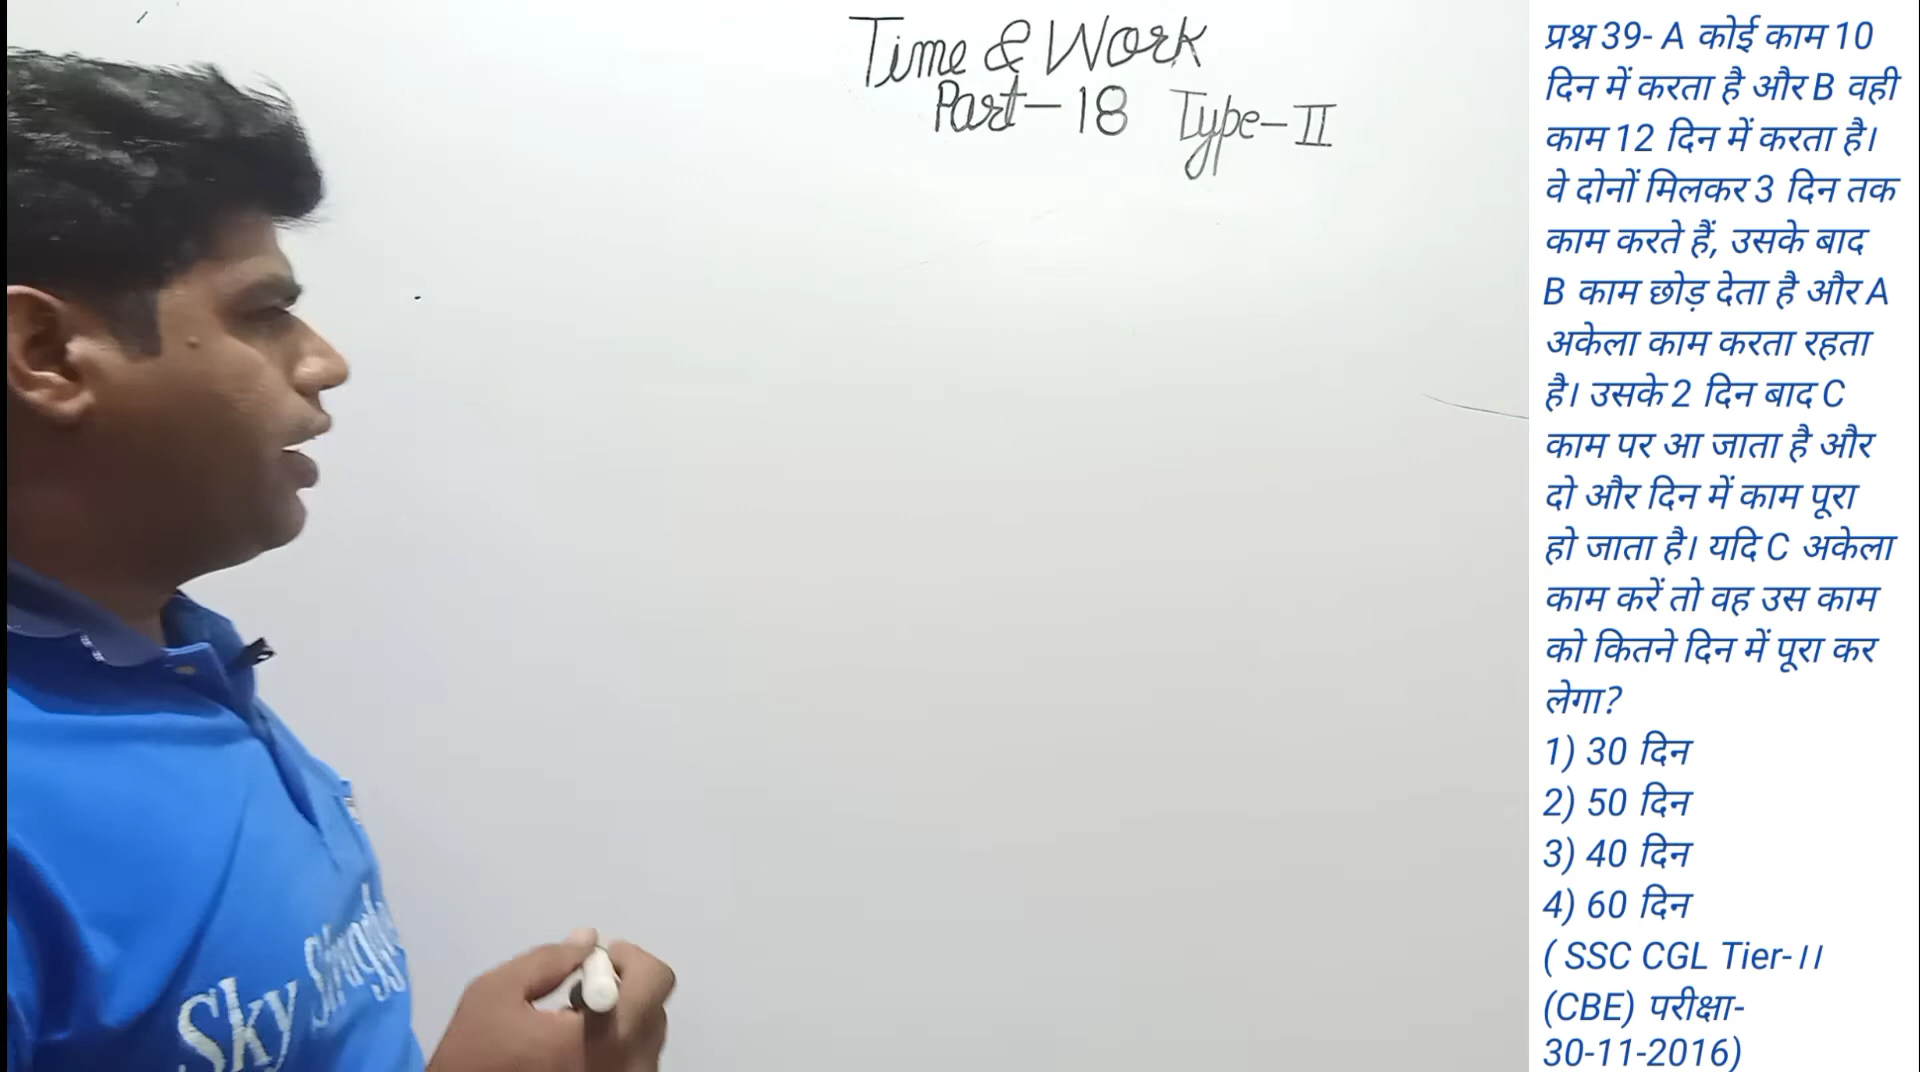 Time & Work
Part-18 Type-II
प्रश्न 39- A कोई काम 10
दिन में करता है और B वही
काम 12 दिन में करता है।
वे दोनों मिलकर 3 दिन तक
काम करते हैं, उसके बाद
B काम छोड़ देता है और A
अकेला काम करता रहता
है। उसके 2 दिन बाद C
काम पर आ जाता है और
दो और दिन में काम पूरा
हो जाता है। यदि C अकेला
काम करें तो वह उस काम
को कितने दिन में पूरा कर
लेगा?
1) 30 दिन
2) 50 दिन
3) 40 दिन
4) 60 दिन
( SSC CGL Tier-।।
(CBE) परीक्षा-
30-11-2016)
Sky Struggle